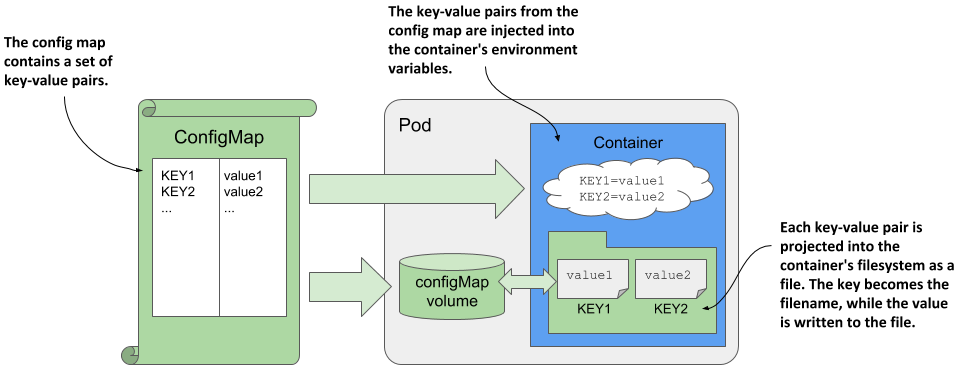 The key-value pairs from the
config map are injected into
the container's environment
variables.
The config map
contains a set of
key-value pairs.
ConfigMap
KEY1 value1
KEY2 value2
... ...
Pod
Container
KEY1=value1
KEY2=value2
configMap
volume
value1 value2
KEY1 KEY2
Each key-value pair is
projected into the
container's filesystem as a
file. The key becomes the
filename, while the value
is written to the file.